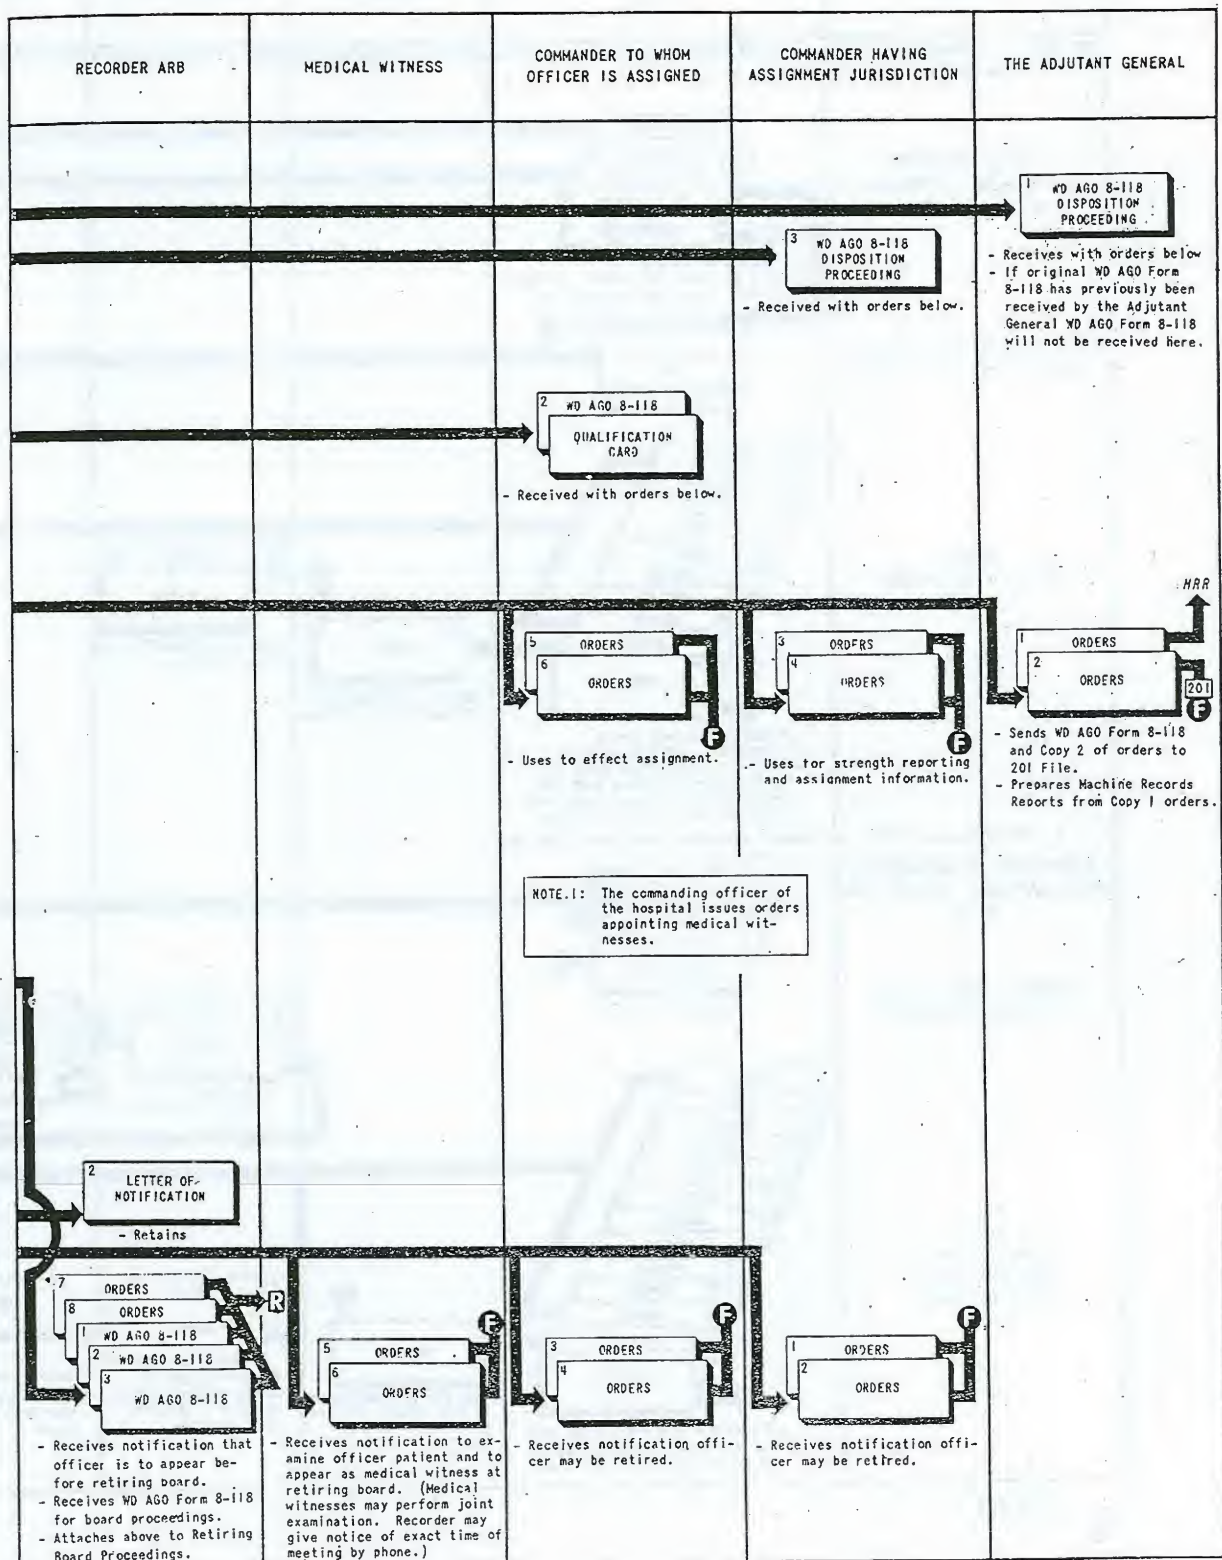 RECORDER ARB
MEDICAL WITNESS
COMMANDER TO WHOM
OFFICER IS ASSIGNED
COMMANDER HAVING
ASSIGNMENT JURISDICTION
THE ADJUTANT GENERAL
1 WD AGO 8-118
DISPOSITION
PROCEEDING
- Receives with orders below
- If original WD AGO Form
8-118 has previously been
received by the Adjutant
General WD AGO Form 8-118
will not be received here.
3 WD AGO 8-118
DISPOSITION
PROCEEDING
- Received with orders below.
2 WD AGO 8-118
QUALIFICATION
CARD
- Received with orders below.
MRR
5 ORDERS
6
ORDERS
F
- Uses to effect assignment.
3 ORDERS
4
ORDERS
F
- Uses for strength reporting
and assignment information.
1 ORDERS
2
ORDERS
201
F
- Sends WD AGO Form 8-118
and Copy 2 of orders to
201 File.
- Prepares Machine Records
Reports from Copy 1 orders.
NOTE.1: The commanding officer of
the hospital issues orders
appointing medical wit-
nesses.
2
LETTER OF
NOTIFICATION
- Retains
7
ORDERS
8 ORDERS
1 WD AGO 8-118
2 WD AGO 8-118
3
WD AGO 8-118
R
- Receives notification that
officer is to appear be-
fore retiring board.
- Receives WD AGO Form 8-118
for board proceedings.
- Attaches above to Retiring
Board Proceedings.
F
5 ORDERS
6
ORDERS
- Receives notification to ex-
amine officer patient and to
appear as medical witness at
retiring board. (Medical
witnesses may perform joint
examination. Recorder may
give notice of exact time of
meeting by phone.)
F
3 ORDERS
4
ORDERS
- Receives notification offi-
cer may be retired.
F
1 ORDERS
2
ORDERS
- Receives notification offi-
cer may be retired.